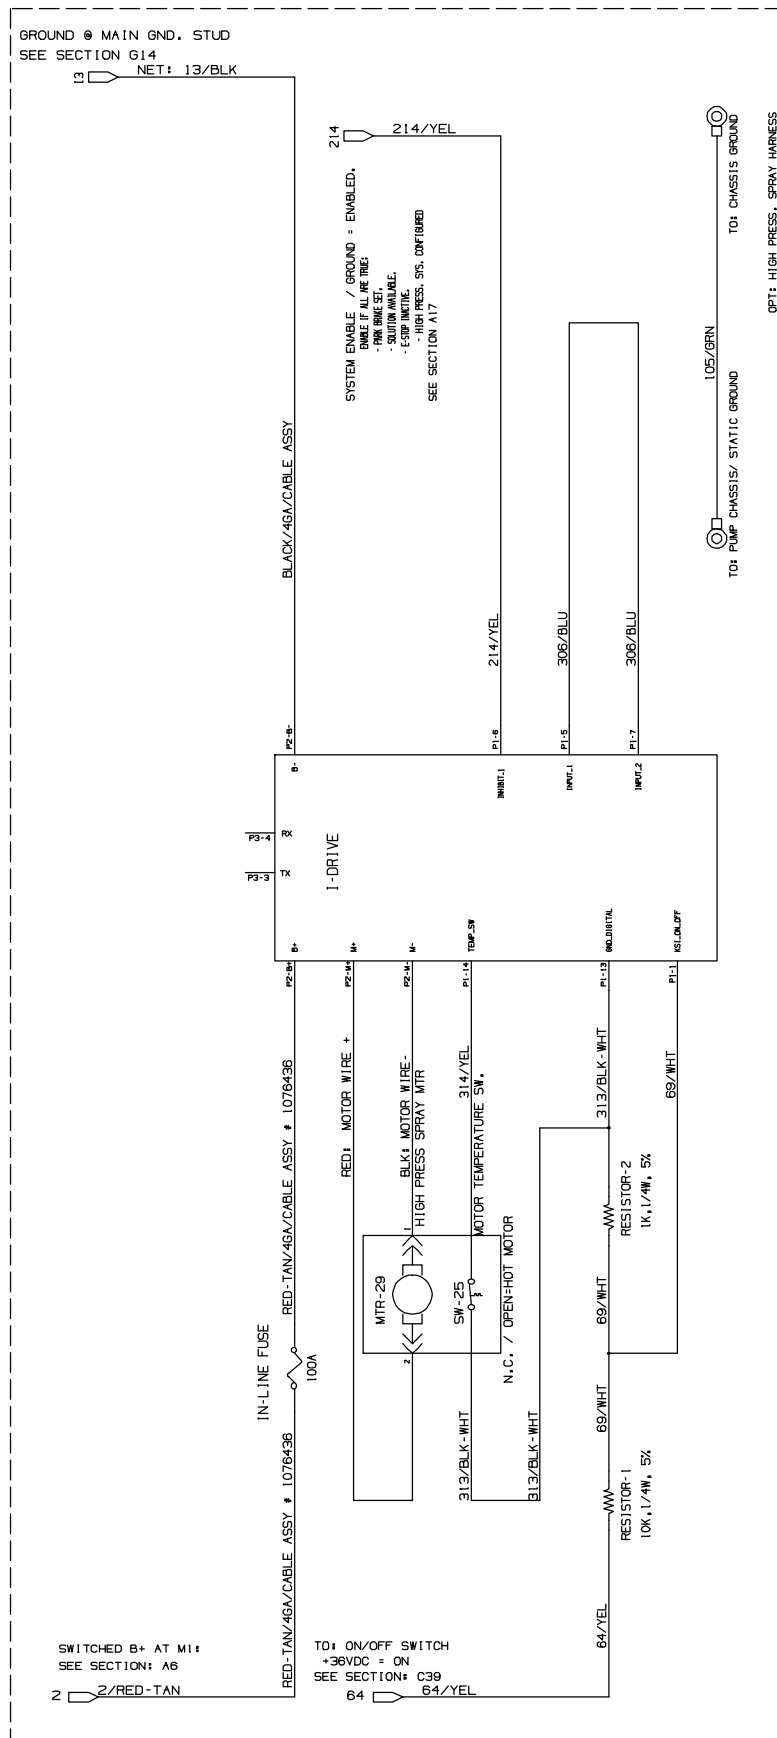 GROUND @ MAIN GND. STUD
SEE SECTION G14
13
NET: 13/BLK
214
214/YEL
SYSTEM ENABLE / GROUND = ENABLED.
ENABLE IF ALL ARE TRUE:
- PARK BRAKE SET.
- SOLUTION AVAILABLE.
- E-STOP INACTIVE.
- HIGH PRESS. SYS. CONFIGURED
SEE SECTION A17
TO: CHASSIS GROUND
OPT: HIGH PRESS. SPRAY HARNESS
105/GRN
TO: PUMP CHASSIS/ STATIC GROUND
BLACK/4GA/CABLE ASSY
214/YEL
306/BLU
306/BLU
P2-B-
P1-6
P1-5
P1-7
B-
INHIBIT_1
INPUT_1
INPUT_2
P3-4
RX
P3-3
TX
I-DRIVE
B+
M+
M-
TEMP_SW
GND_DIGITAL
KSI_ON_OFF
P2-B+
P2-M+
P2-M-
P1-14
P1-13
P1-1
RED-TAN/4GA/CABLE ASSY # 1076436
RED: MOTOR WIRE +
BLK: MOTOR WIRE-
HIGH PRESS SPRAY MTR
314/YEL
MOTOR TEMPERATURE SW.
313/BLK-WHT
69/WHT
RESISTOR-2
1K,1/4W, 5%
1
MTR-29
SW-25
2
N.C. / OPEN=HOT MOTOR
69/WHT
IN-LINE FUSE
100A
69/WHT
313/BLK-WHT
313/BLK-WHT
RESISTOR-1
10K,1/4W, 5%
RED-TAN/4GA/CABLE ASSY # 1076436
RED-TAN/4GA/CABLE ASSY
64/YEL
SWITCHED B+ AT M1:
SEE SECTION: A6
2
2/RED-TAN
TO: ON/OFF SWITCH
+36VDC = ON
SEE SECTION: C39
64
64/YEL